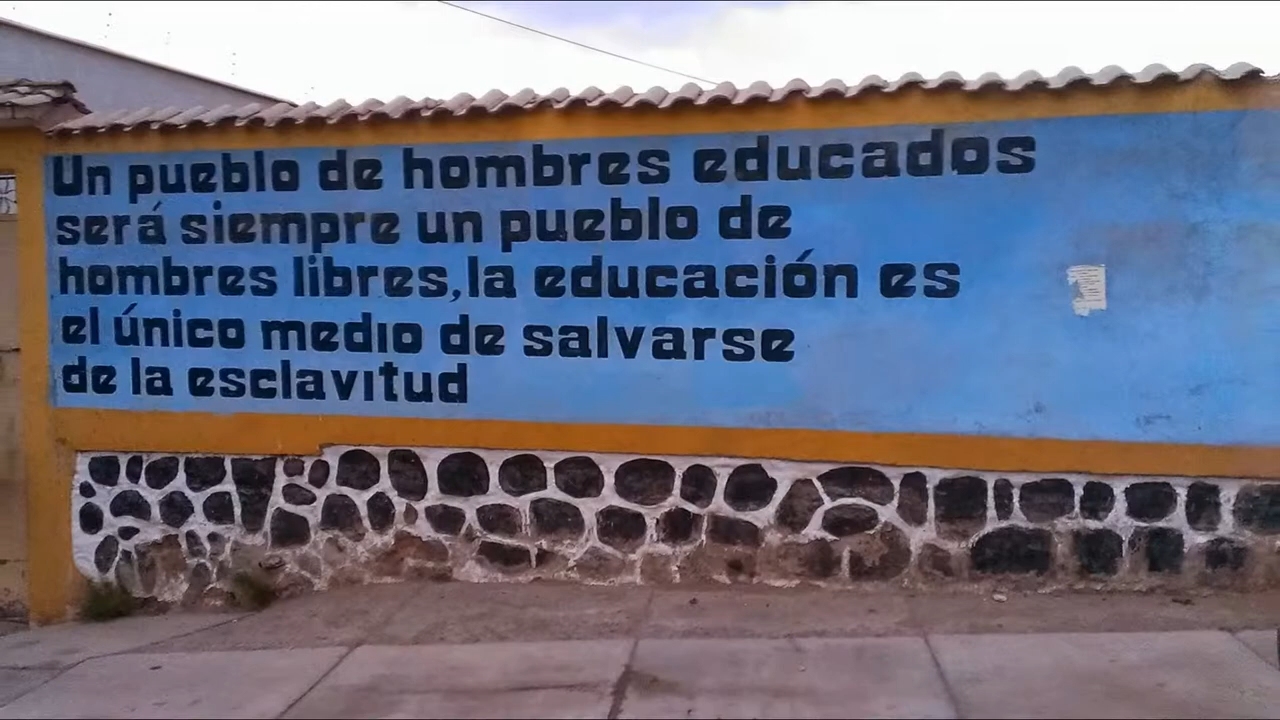 Un pueblo de hombres educados
será siempre un pueblo de
hombres libres,la educación es
el único medio de salvarse
de la esclavitud